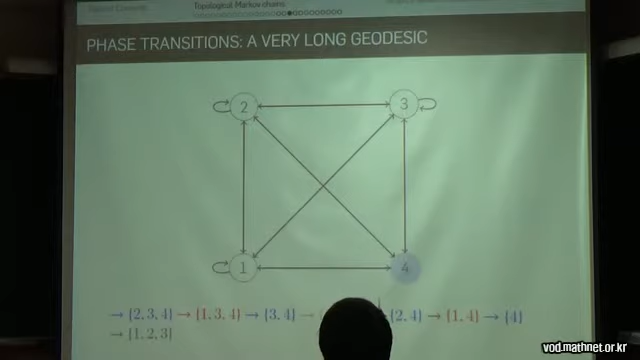 Topological Markov chains
PHASE TRANSITIONS: A VERY LONG GEODESIC
2
3
1
4
→ {2, 3, 4} → {1, 3, 4} → {3, 4} → {2, 4} → {1, 4} → {4}
→ {1, 2, 3}
vod.mathnet.or.kr